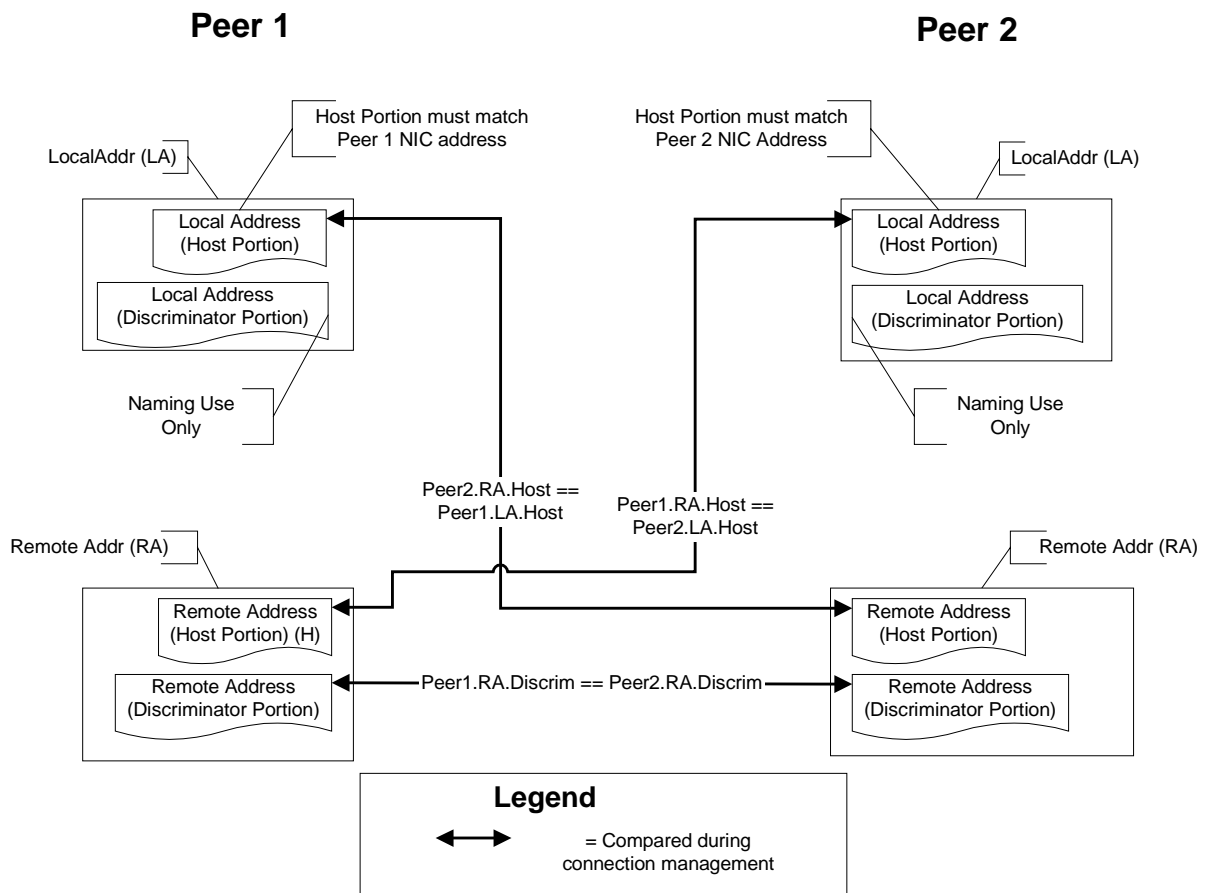 Peer 1
Peer 2
Host Portion must match
Peer 1 NIC address
Host Portion must match
Peer 2 NIC Address
LocalAddr (LA)
LocalAddr (LA)
Local Address
(Host Portion)
Local Address
(Host Portion)
Local Address
(Discriminator Portion)
Local Address
(Discriminator Portion)
Naming Use
Only
Naming Use
Only
Peer2.RA.Host ==
Peer1.LA.Host
Peer1.RA.Host ==
Peer2.LA.Host
Remote Addr (RA)
Remote Addr (RA)
Remote Address
(Host Portion) (H)
Remote Address
(Host Portion)
Remote Address
(Discriminator Portion)
Peer1.RA.Discrim == Peer2.RA.Discrim
Remote Address
(Discriminator Portion)
Legend
= Compared during
connection management